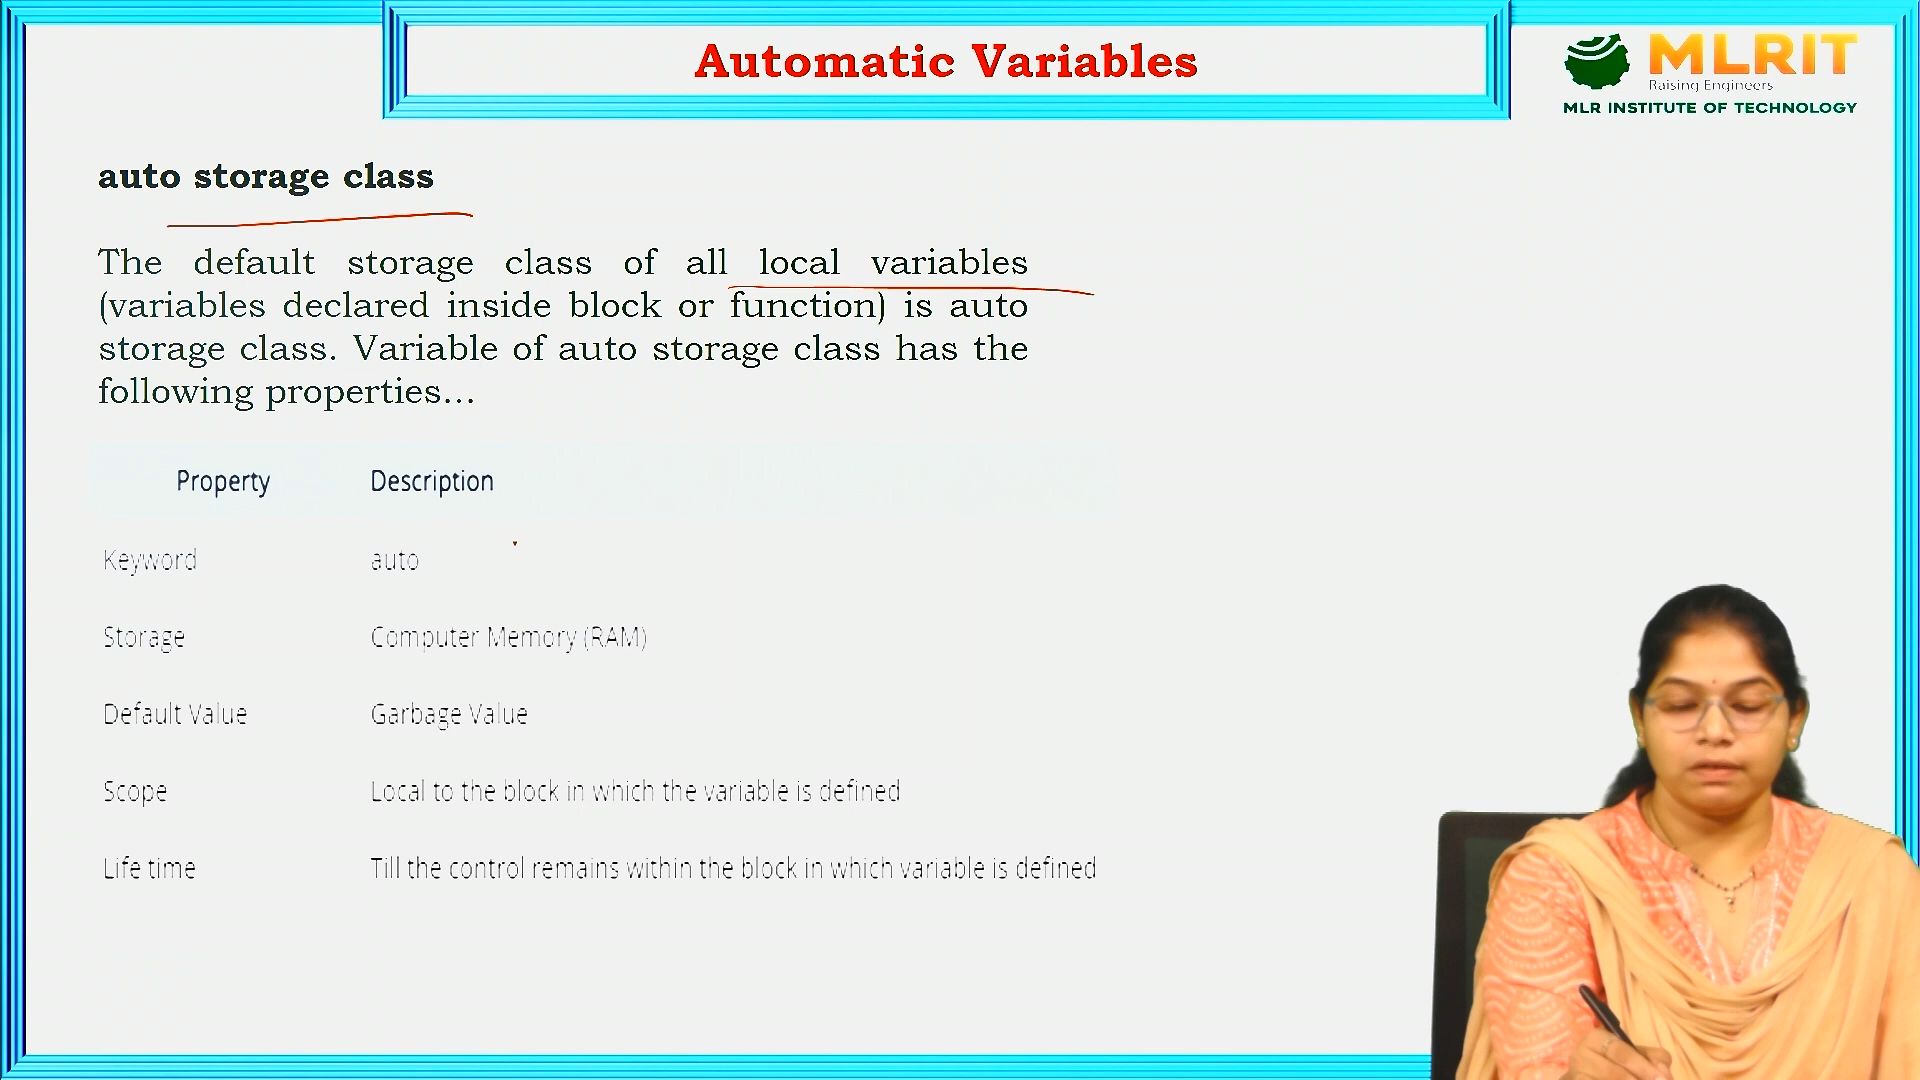 Automatic Variables
MLRIT
Raising Engineers
MLR INSTITUTE OF TECHNOLOGY
auto storage class
The default storage class of all local variables
(variables declared inside block or function) is auto
storage class. Variable of auto storage class has the
following properties...
Property Description
Keyword auto
Storage Computer Memory (RAM)
Default Value Garbage Value
Scope Local to the block in which the variable is defined
Life time Till the control remains within the block in which variable is defined